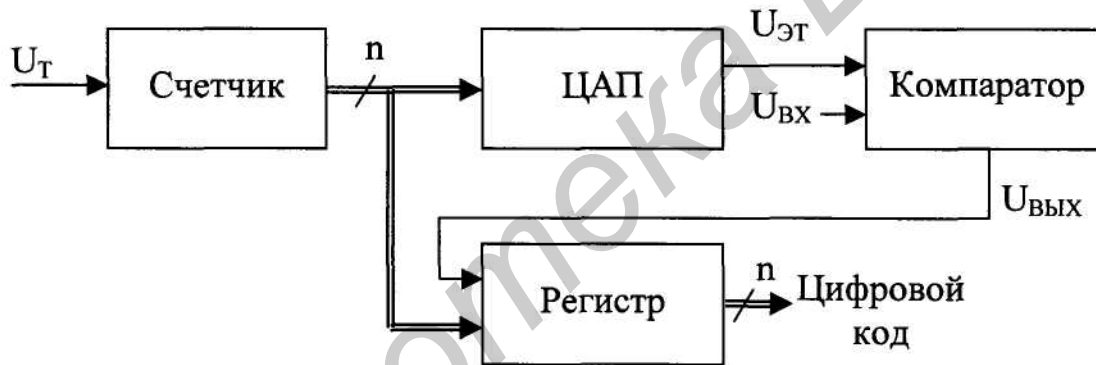 U_Т
Счетчик
n
ЦАП
U_ЭТ
U_ВХ
Компаратор
U_ВЫХ
Регистр
n
Цифровой
код